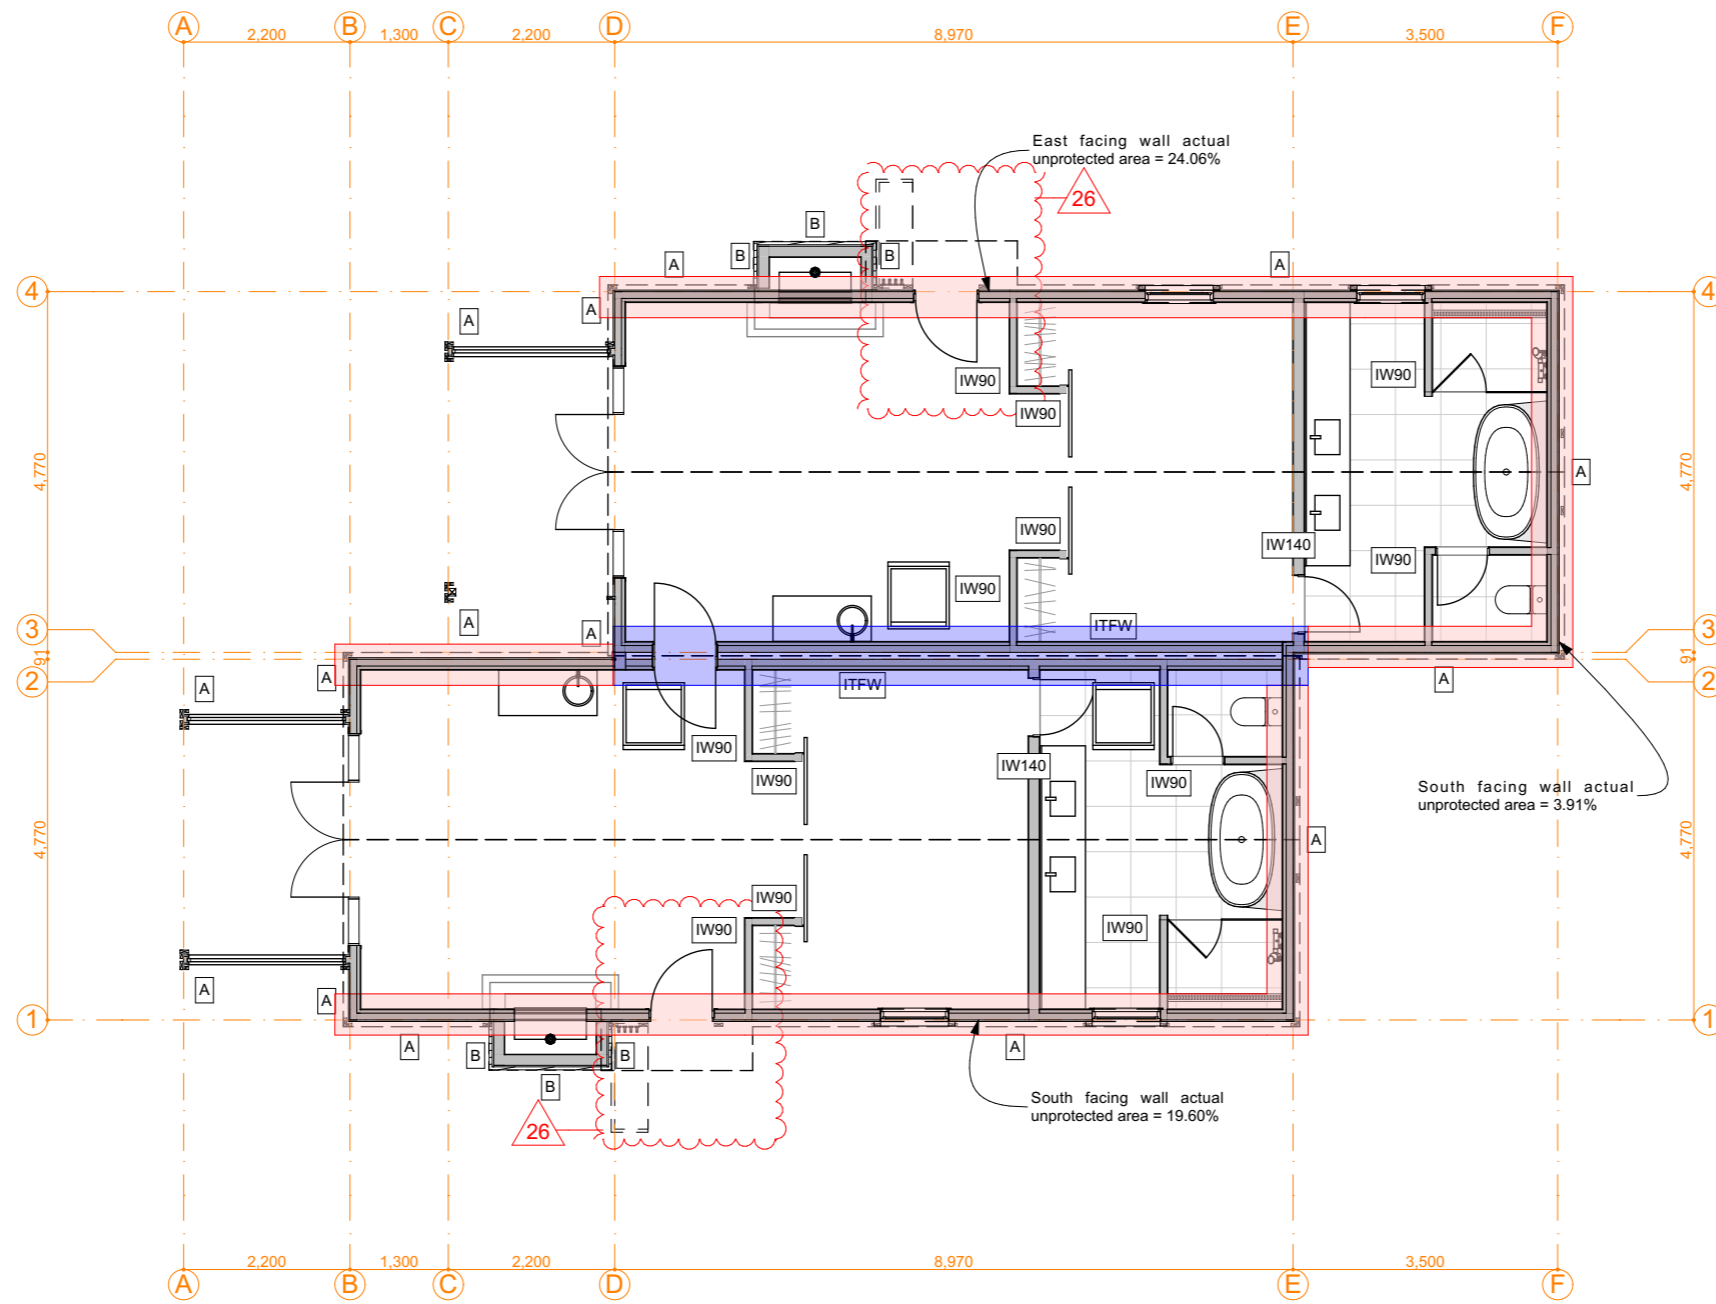 A B C D E F
2,200 1,300 2,200 8,970 3,500
East facing wall actual
unprotected area = 24.06%
26
B
B B
A A
4 4
A
A
IW90 IW90
IW90
4,770 A 4,770
IW90
IW140
IW90 IW90
A
A
ITFW
3 3
91 91
2 2
A
A
ITFW
A
IW90
IW140
IW90 IW90
South facing wall actual
unprotected area = 3.91%
4,770 A 4,770
IW90
IW90 IW90
A
A
1 1
A A
B B
B
South facing wall actual
unprotected area = 19.60%
26
2,200 1,300 2,200 8,970 3,500
A B C D E F